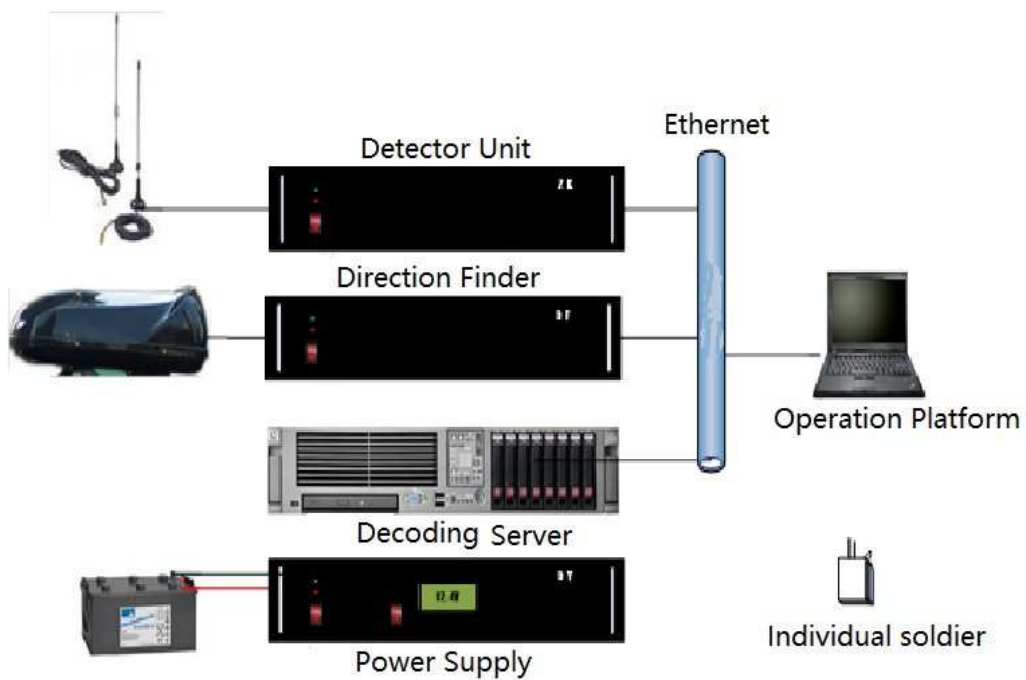 Ethernet
Detector Unit
Z K
Direction Finder
Operation Platform
Decoding Server
Individual soldier
Power Supply